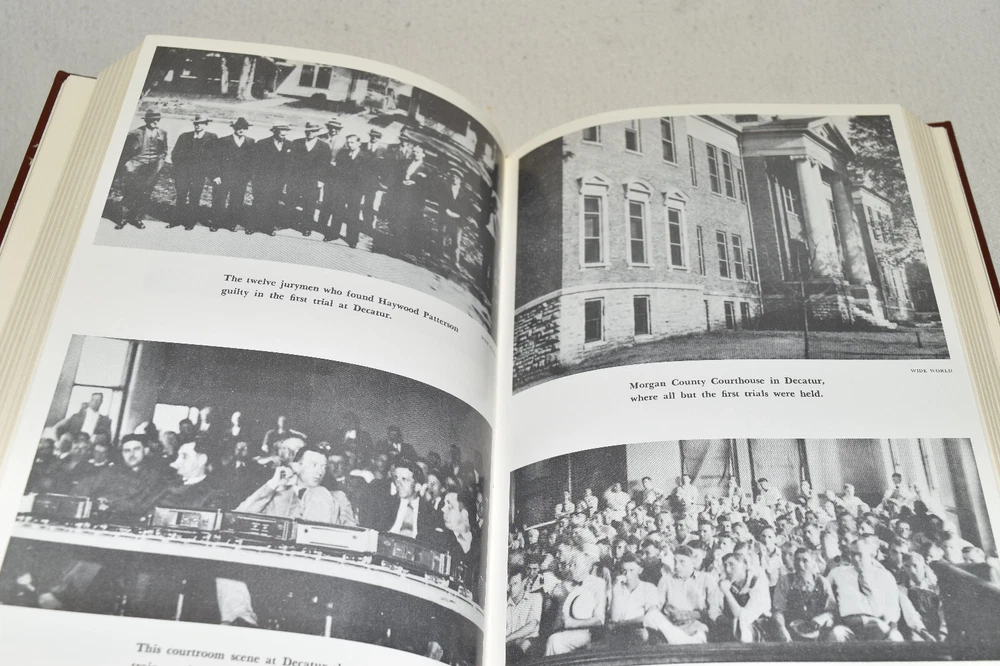 The twelve jurymen who found Haywood Patterson
guilty in the first trial at Decatur.
This courtroom scene at Decatur
WIDE WORLD
Morgan County Courthouse in Decatur,
where all but the first trials were held.